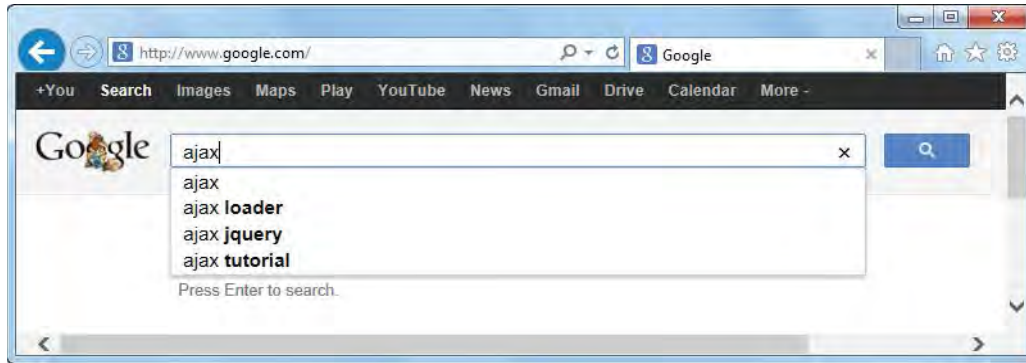 http://www.google.com/ Google
+You Search Images Maps Play YouTube News Gmail Drive Calendar More -
Google ajax
ajax
ajax loader
ajax jquery
ajax tutorial
Press Enter to search.